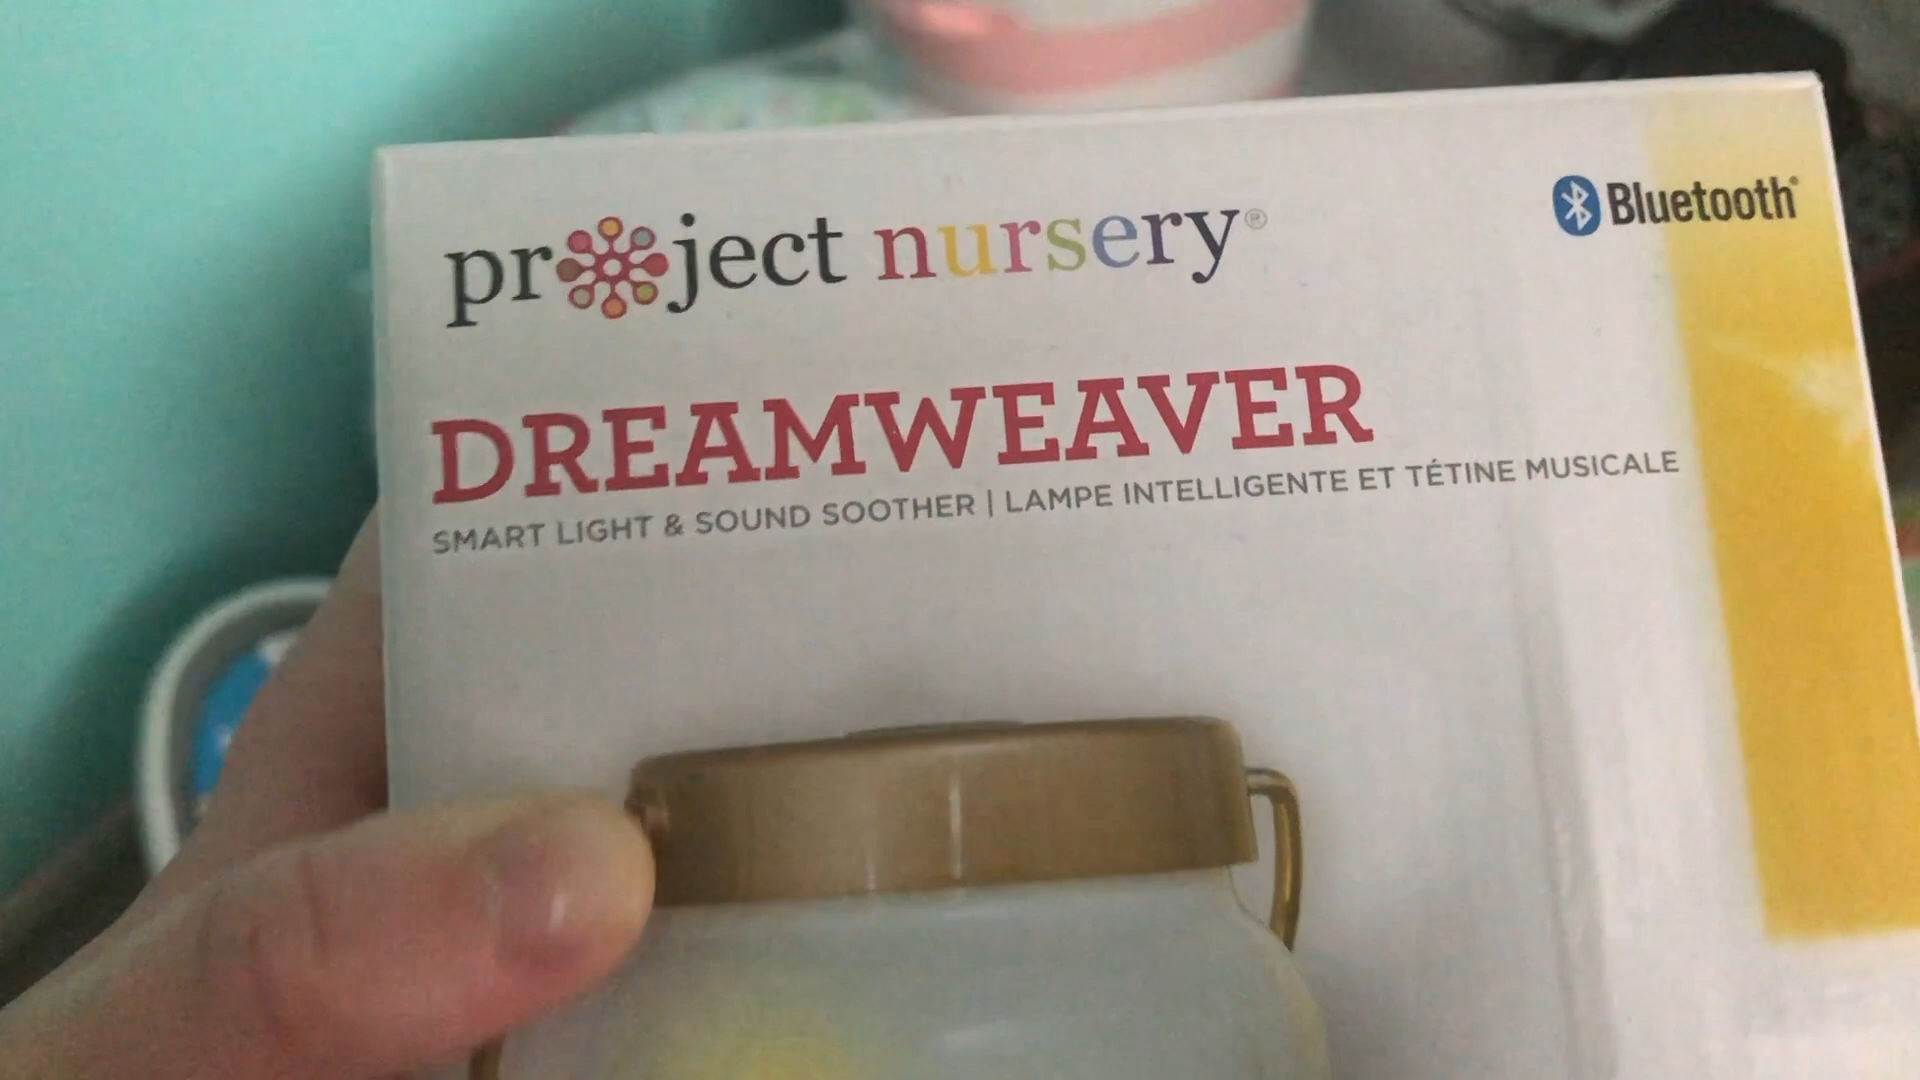 project nursery®
Bluetooth®
DREAMWEAVER
SMART LIGHT & SOUND SOOTHER | LAMPE INTELLIGENTE ET TÉTINE MUSICALE